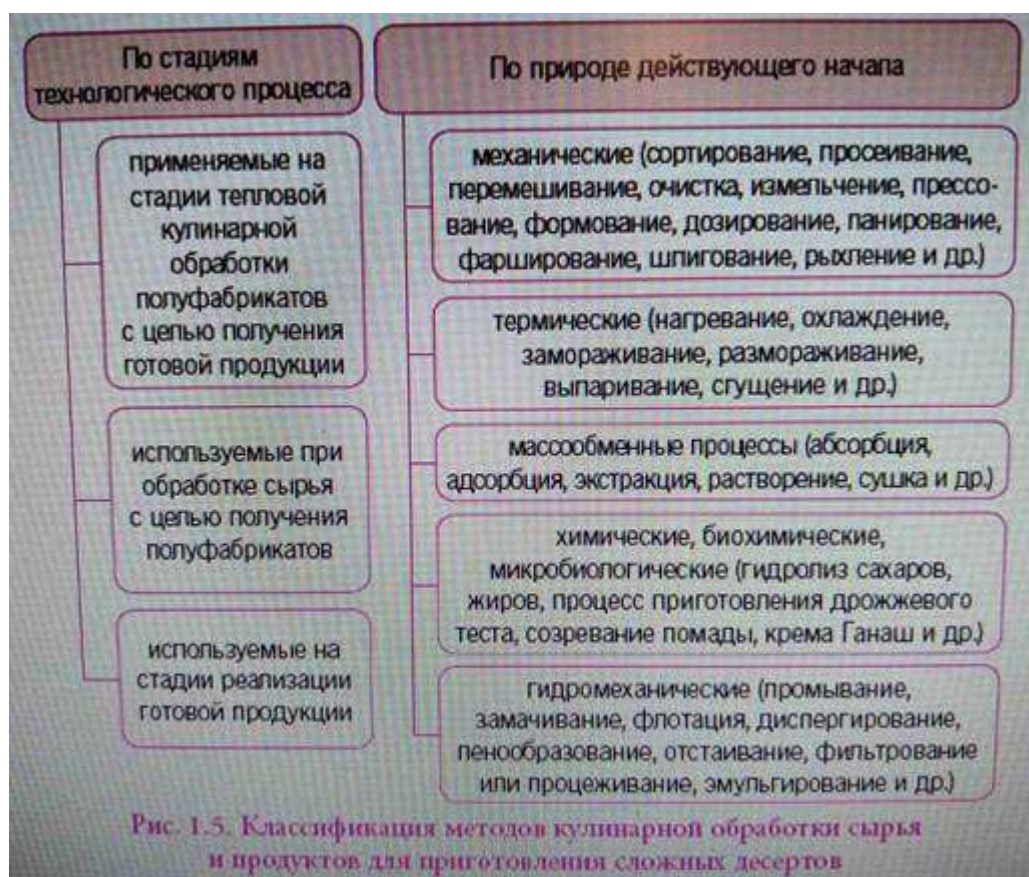 По стадиям
технологического процесса
применяемые на
стадии тепловой
кулинарной
обработки
полуфабрикатов
с целью получения
готовой продукции
используемые при
обработке сырья
с целью получения
полуфабрикатов
используемые на
стадии реализации
готовой продукции
По природе действующего начала
механические (сортирование, просеивание,
перемешивание, очистка, измельчение, прессо-
вание, формование, дозирование, панирование,
фарширование, шпигование, рыхление и др.)
термические (нагревание, охлаждение,
замораживание, размораживание,
выпаривание, сгущение и др.)
массообменные процессы (абсорбция,
адсорбция, экстракция, растворение, сушка и др.)
химические, биохимические,
микробиологические (гидролиз сахаров,
жиров, процесс приготовления дрожжевого
теста, созревание помады, крема Ганаш и др.)
гидромеханические (промывание,
замачивание, флотация, диспергирование,
пенообразование, отстаивание, фильтрование
или процеживание, эмульгирование и др.)
Рис. 1.5. Классификация методов кулинарной обработки сырья
и продуктов для приготовления сложных десертов